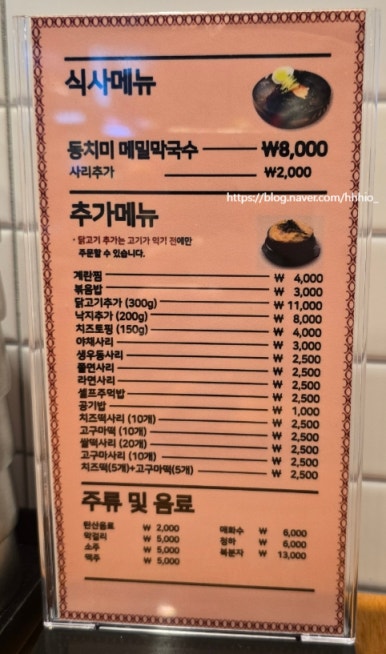 식사메뉴
동치미 메밀막국수 ₩8,000
사리추가 ₩2,000
https://blog.naver.com/hhhio_
추가메뉴
* 닭고기 추가는 고기가 익기 전에만
주문할 수 있습니다.
계란찜 ₩ 4,000
볶음밥 ₩ 3,000
닭고기추가 (300g) ₩ 11,000
낙지추가 (200g) ₩ 8,000
치즈토핑 (150g) ₩ 4,000
야채사리 ₩ 3,000
생우동사리 ₩ 2,500
쫄면사리 ₩ 2,500
라면사리 ₩ 2,500
셀프주먹밥 ₩ 2,500
공기밥 ₩ 1,000
치즈떡사리 (10개) ₩ 2,500
고구마떡 (10개) ₩ 2,500
쌀떡사리 (20개) ₩ 2,500
고구마사리 (10개) ₩ 2,500
치즈떡(5개)+고구마떡(5개) ₩ 2,500
주류 및 음료
탄산음료 ₩ 2,000 매화수 ₩ 6,000
막걸리 ₩ 5,000 청하 ₩ 6,000
소주 ₩ 5,000 복분자 ₩ 13,000
맥주 ₩ 5,000